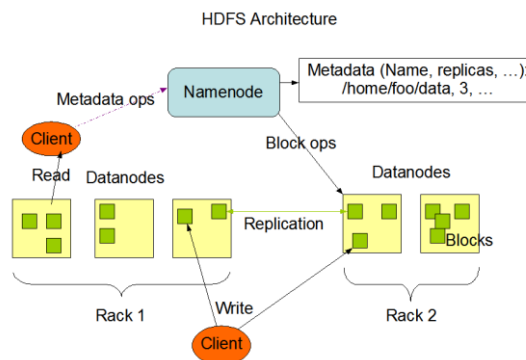 HDFS Architecture
Metadata (Name, replicas, …):
/home/foo/data, 3, …
Namenode
Metadata ops
Client
Block ops
Read
Datanodes
Datanodes
Replication
Blocks
Write
Rack 1
Rack 2
Client